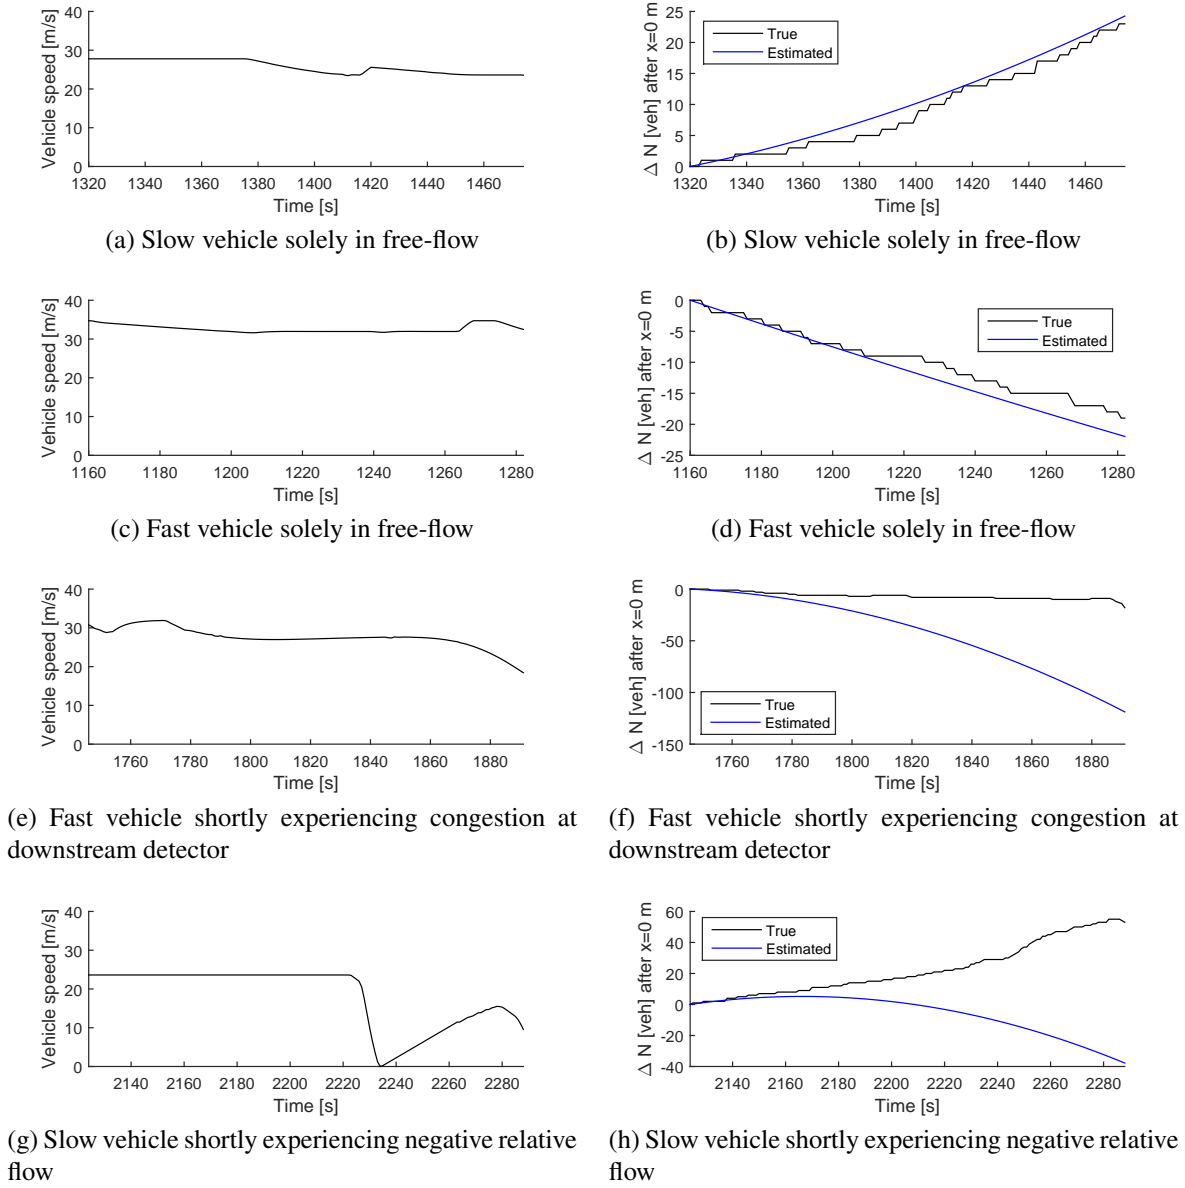 40
30
20
10
0
Vehicle speed [m/s]
1320 1340 1360 1380 1400 1420 1440 1460
Time [s]
(a) Slow vehicle solely in free-flow
25
20
15
10
5
0
△ N [veh] after x=0 m
True
Estimated
1320 1340 1360 1380 1400 1420 1440 1460
Time [s]
(b) Slow vehicle solely in free-flow
40
30
20
10
0
Vehicle speed [m/s]
1160 1180 1200 1220 1240 1260 1280
Time [s]
(c) Fast vehicle solely in free-flow
0
-5
-10
-15
-20
-25
△ N [veh] after x=0 m
True
Estimated
1160 1180 1200 1220 1240 1260 1280
Time [s]
(d) Fast vehicle solely in free-flow
40
30
20
10
0
Vehicle speed [m/s]
1760 1780 1800 1820 1840 1860 1880
Time [s]
(e) Fast vehicle shortly experiencing congestion at
downstream detector
0
-50
-100
-150
△ N [veh] after x=0 m
True
Estimated
1760 1780 1800 1820 1840 1860 1880
Time [s]
(f) Fast vehicle shortly experiencing congestion at
downstream detector
40
30
20
10
0
Vehicle speed [m/s]
2140 2160 2180 2200 2220 2240 2260 2280
Time [s]
(g) Slow vehicle shortly experiencing negative relative
flow
60
40
20
0
-20
-40
△ N [veh] after x=0 m
True
Estimated
2140 2160 2180 2200 2220 2240 2260 2280
Time [s]
(h) Slow vehicle shortly experiencing negative relative
flow